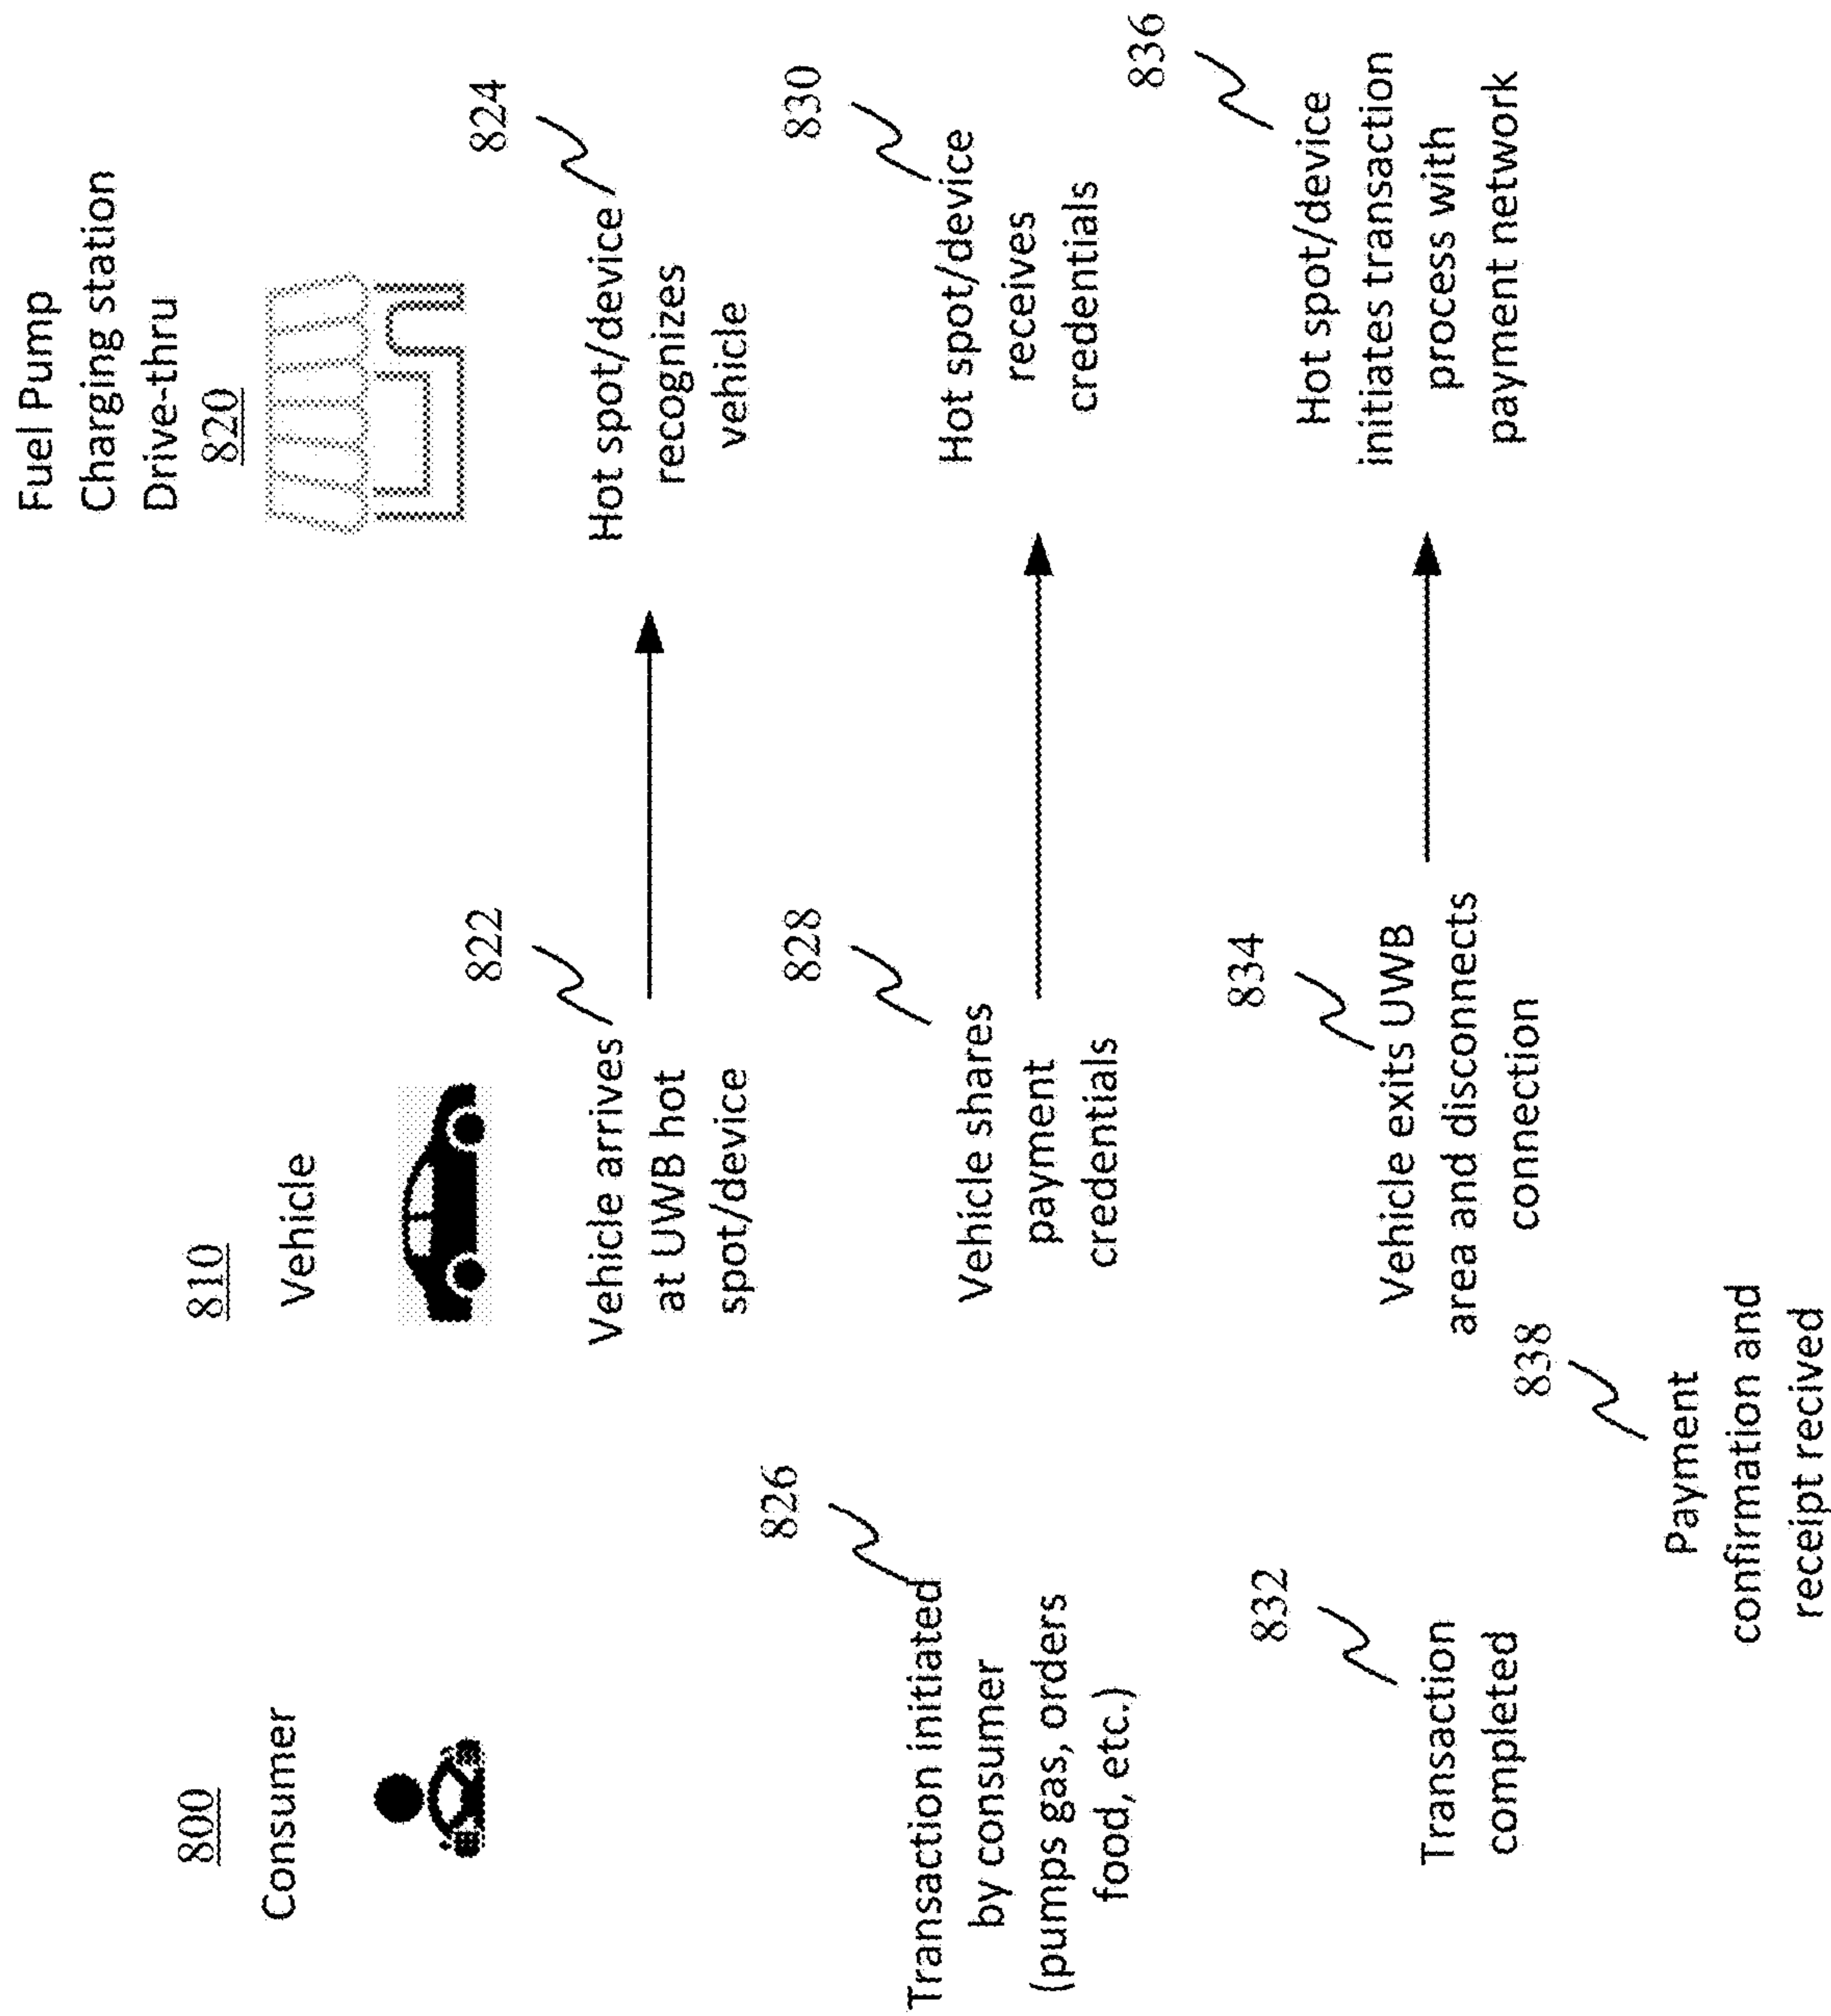 800
Consumer
810
Vehicle
Fuel Pump
Charging station
Drive-thru
820
822
Vehicle arrives
at UWB hot
spot/device
824
Hot spot/device
recognizes
vehicle
826
Transaction initiated
by consumer
(pumps gas, orders
food, etc.)
828
Vehicle shares
payment
credentials
830
Hot spot/device
receives
credentials
832
Transaction
completed
834
Vehicle exits UWB
area and disconnects
connection
836
Hot spot/device
initiates transaction
process with
payment network
838
Payment
confirmation and
receipt recived